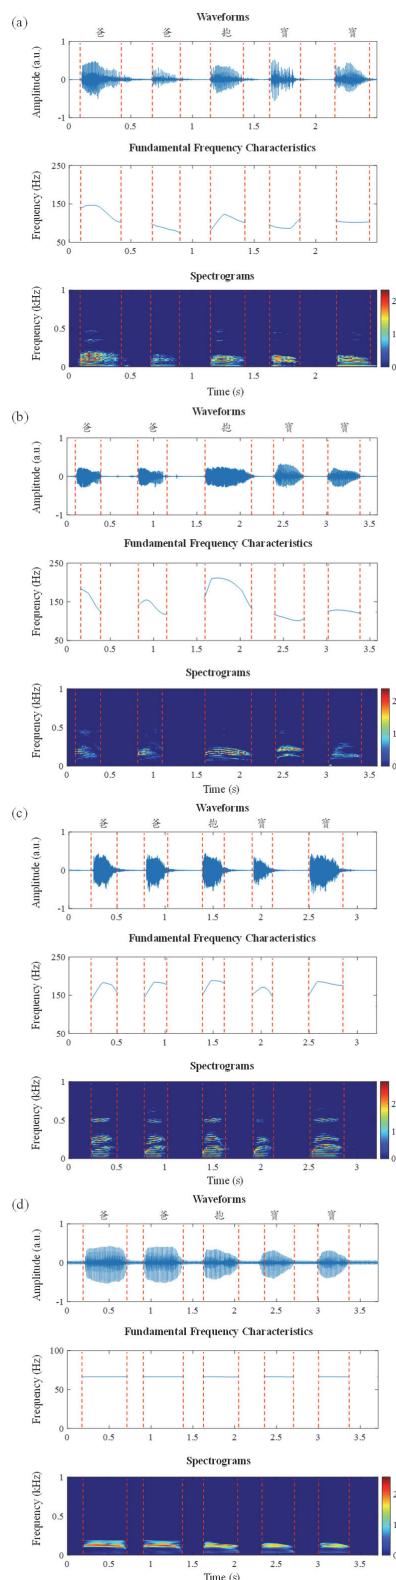 (a)
Waveforms
爸 爸 抱 寶 寶
Amplitude (a.u.)
1
0
-1
0 0.5 1 1.5 2
Fundamental Frequency Characteristics
Frequency (Hz)
250
150
50
0 0.5 1 1.5 2
Spectrograms
Frequency (kHz)
1
0.5
0
2
1
0
0 0.5 1 1.5 2
Time (s)
(b)
Waveforms
爸 爸 抱 寶 寶
Amplitude (a.u.)
1
0
-1
0 0.5 1 1.5 2 2.5 3 3.5
Fundamental Frequency Characteristics
Frequency (Hz)
250
150
50
0 0.5 1 1.5 2 2.5 3 3.5
Spectrograms
Frequency (kHz)
1
0.5
0
2
1
0
0 0.5 1 1.5 2 2.5 3 3.5
Time (s)
(c)
Waveforms
爸 爸 抱 寶 寶
Amplitude (a.u.)
1
0
-1
0 0.5 1 1.5 2 2.5 3
Fundamental Frequency Characteristics
Frequency (Hz)
250
150
50
0 0.5 1 1.5 2 2.5 3
Spectrograms
Frequency (kHz)
1
0.5
0
2
1
0
0 0.5 1 1.5 2 2.5 3
Time (s)
(d)
Waveforms
爸 爸 抱 寶 寶
Amplitude (a.u.)
1
0
-1
0 0.5 1 1.5 2 2.5 3 3.5
Fundamental Frequency Characteristics
Frequency (Hz)
100
50
0
0 0.5 1 1.5 2 2.5 3 3.5
Spectrograms
Frequency (kHz)
1
0.5
0
2
1
0
0 0.5 1 1.5 2 2.5 3 3.5
Time (s)